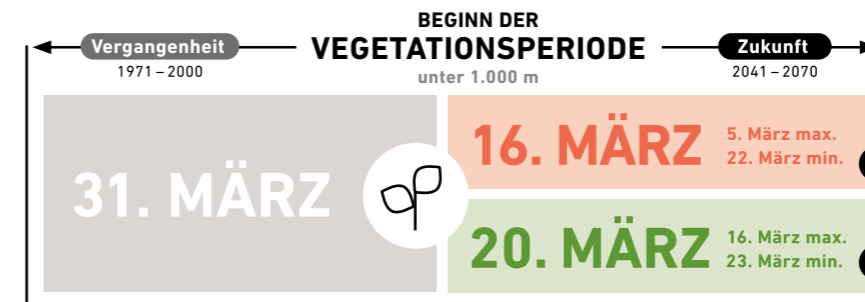 BEGINN DER
Vergangenheit VEGETATIONSPERIODE Zukunft
1971 – 2000 unter 1.000 m 2041 – 2070
31. MÄRZ
16. MÄRZ
5. März max.
22. März min.
20. MÄRZ
16. März max.
23. März min.